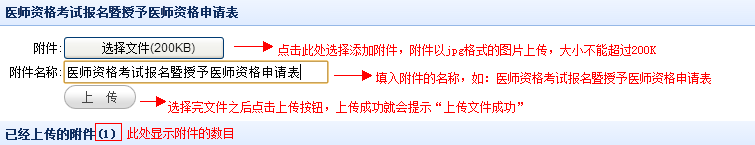 医师资格考试报名暨授予医师资格申请表
附件: 选择文件(200KB) 点击此处选择添加附件，附件以jpg格式的图片上传，大小不能超过200K
附件名称: 医师资格考试报名暨授予医师资格申请表 填入附件的名称，如：医师资格考试报名暨授予医师资格申请表
上 传 选择完文件之后点击上传按钮，上传成功就会提示“上传文件成功”
已经上传的附件(1) 此处显示附件的数目